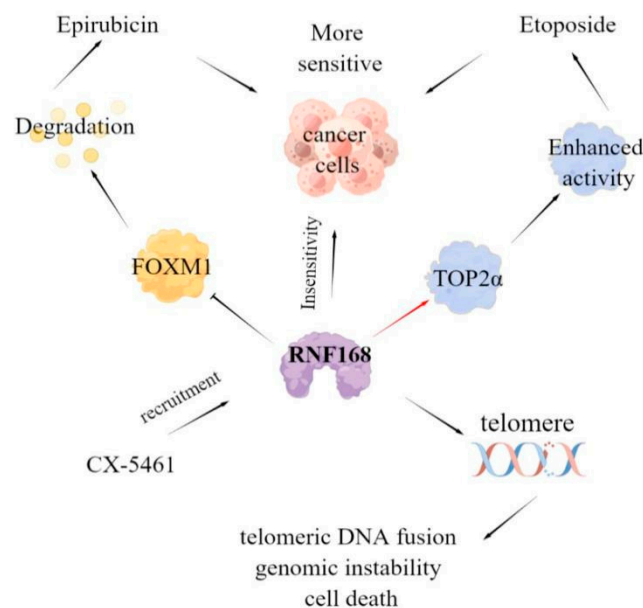 Epirubicin
More
sensitive
Etoposide
Degradation
cancer
cells
Enhanced
activity
Insensitivity
FOXM1
TOP2α
RNF168
recruitment
CX-5461
telomere
telomeric DNA fusion
genomic instability
cell death